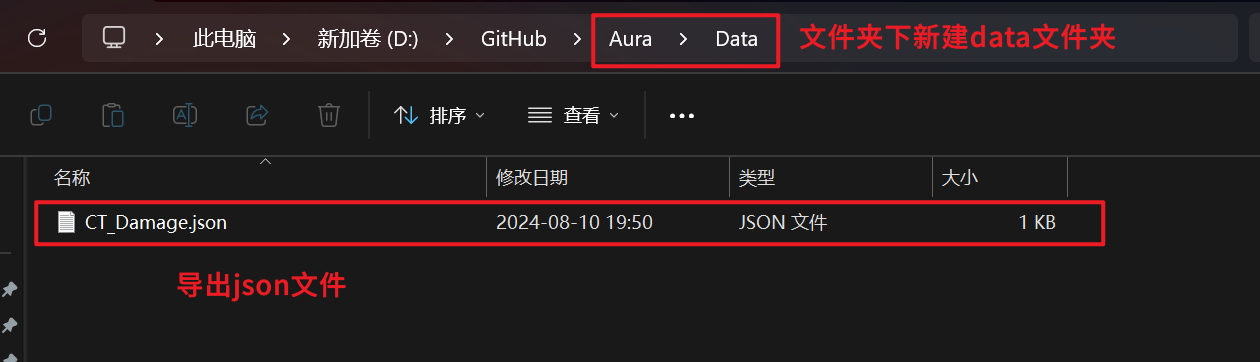 此电脑 > 新加卷 (D:) > GitHub > Aura > Data 文件夹下新建data文件夹
排序 查看
名称 修改日期 类型 大小
CT_Damage.json 2024-08-10 19:50 JSON 文件 1 KB
导出json文件